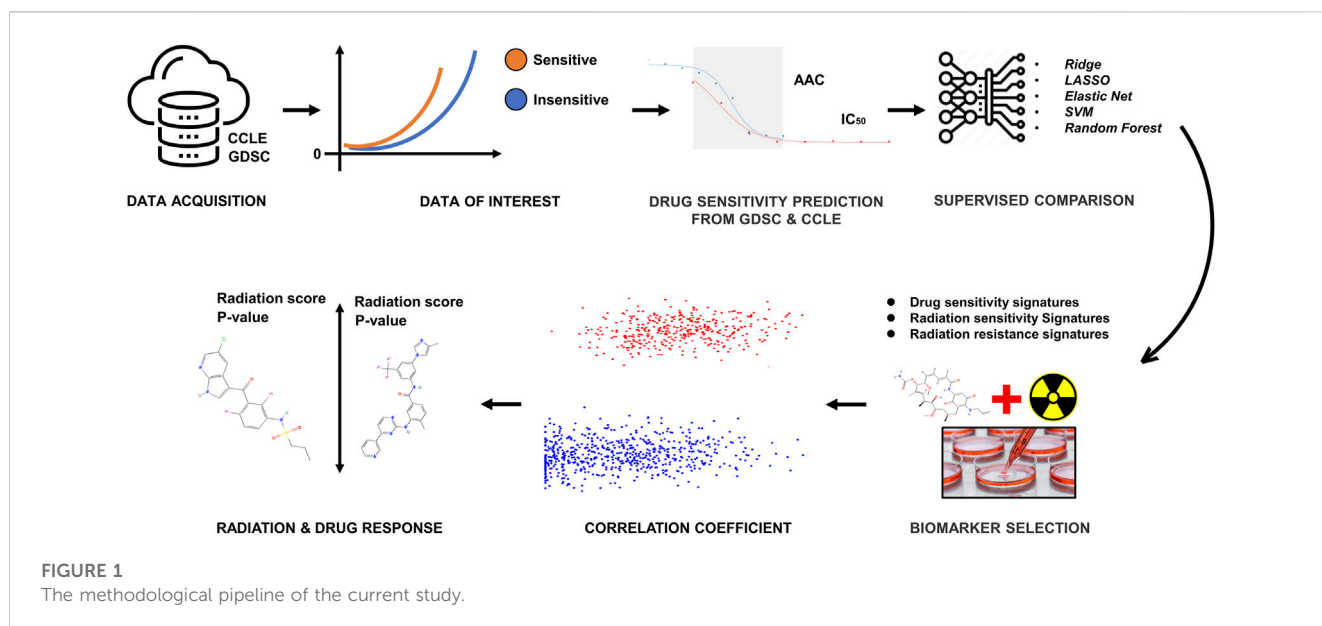 CCLE
GDSC
0
Sensitive
Insensitive
AAC
IC₅₀
Ridge
LASSO
Elastic Net
SVM
Random Forest
DATA ACQUISITION
DATA OF INTEREST
DRUG SENSITIVITY PREDICTION
FROM GDSC & CCLE
SUPERVISED COMPARISON
Radiation score
P-value
Radiation score
P-value
Drug sensitivity signatures
Radiation sensitivity Signatures
Radiation resistance signatures
RADIATION & DRUG RESPONSE
CORRELATION COEFFICIENT
BIOMARKER SELECTION
FIGURE 1
The methodological pipeline of the current study.